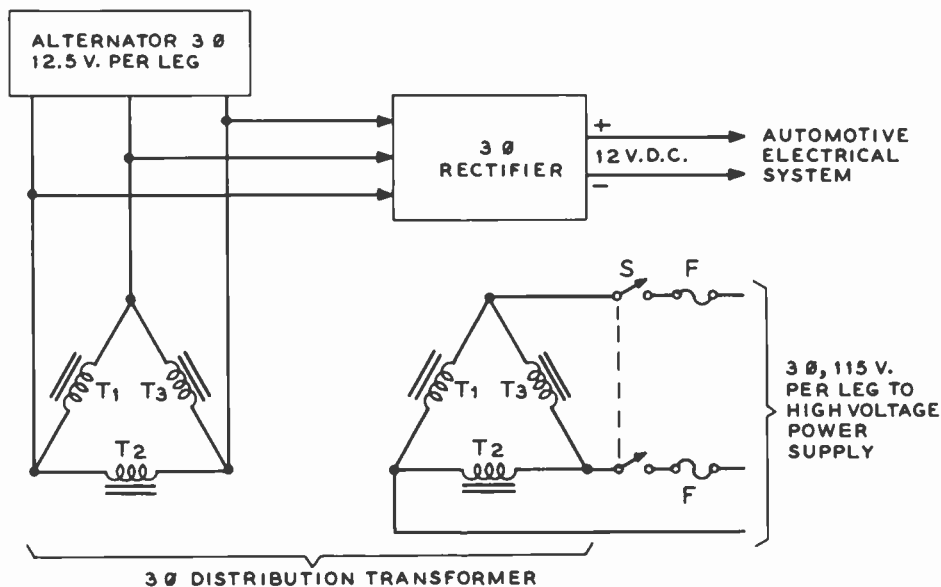 ALTERNATOR 3 Ø
12.5 V. PER LEG
3 Ø
RECTIFIER
+
12 V.D.C.
−
AUTOMOTIVE
ELECTRICAL
SYSTEM
T1
T3
T2
T1
T3
T2
S
F
F
3 Ø, 115 V.
PER LEG TO
HIGH VOLTAGE
POWER
SUPPLY
3 Ø DISTRIBUTION TRANSFORMER